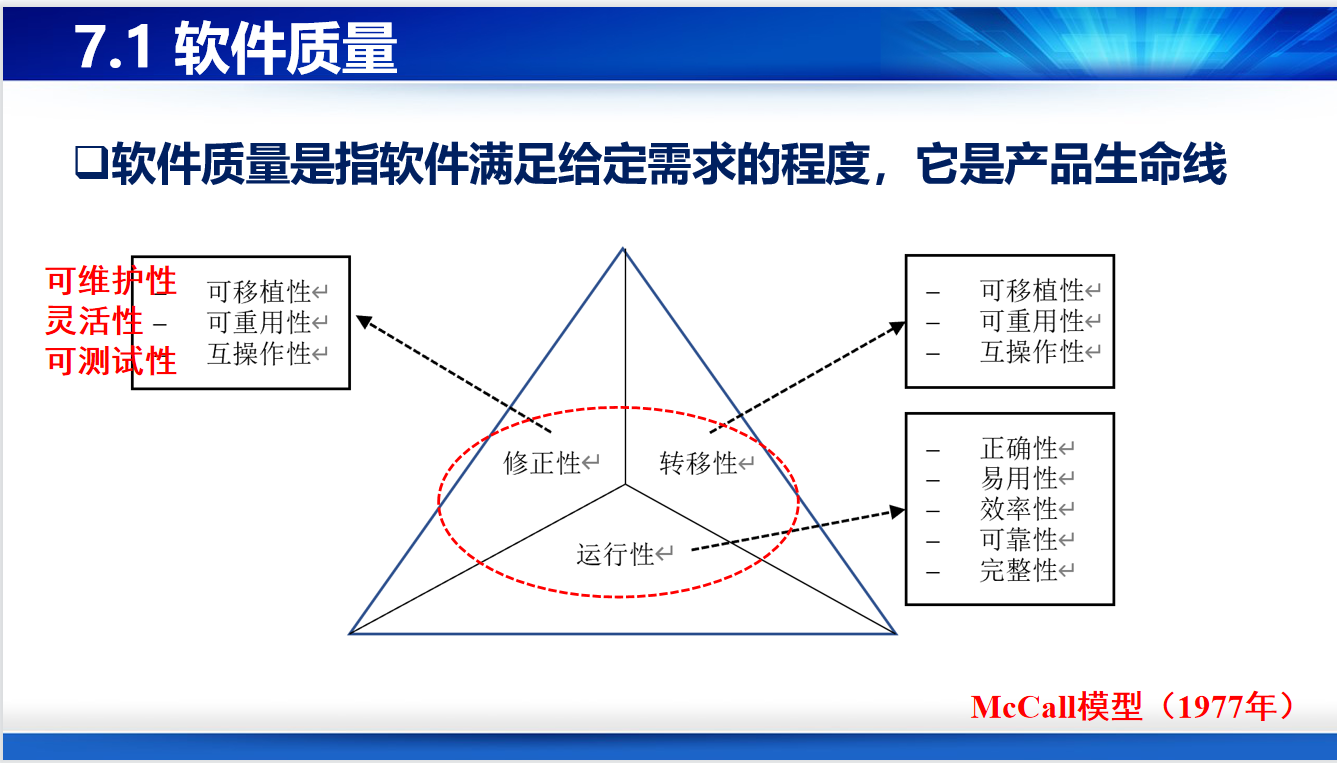 7.1 软件质量
❑软件质量是指软件满足给定需求的程度，它是产品生命线
可维护性
灵活性
可测试性
– 可移植性↵
– 可重用性↵
– 互操作性↵
– 可移植性↵
– 可重用性↵
– 互操作性↵
修正性↵
转移性↵
运行性↵
– 正确性↵
– 易用性↵
– 效率性↵
– 可靠性↵
– 完整性↵
McCall模型（1977年）